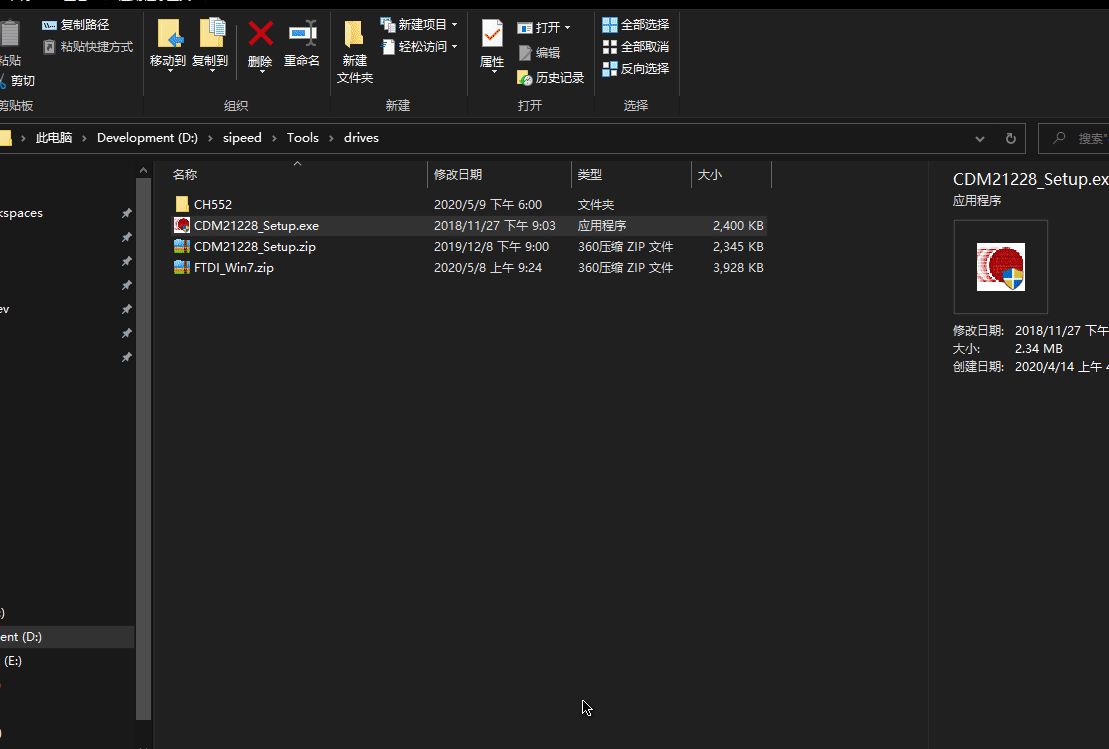 复制路径
粘贴快捷方式
粘贴
剪切
剪贴板
移动到 复制到
删除 重命名
组织
新建
文件夹
新建项目
轻松访问
新建
属性
打开
编辑
历史记录
打开
全部选择
全部取消
反向选择
选择
› 此电脑 › Development (D:) › sipeed › Tools › drives
搜索"
名称 修改日期 类型 大小
CH552 2020/5/9 下午 6:00 文件夹
CDM21228_Setup.exe 2018/11/27 下午 9:03 应用程序 2,400 KB
CDM21228_Setup.zip 2019/12/8 下午 9:00 360压缩 ZIP 文件 2,345 KB
FTDI_Win7.zip 2020/5/8 上午 9:24 360压缩 ZIP 文件 3,928 KB
kspaces
ev
:)
ent (D:)
(E:)
)
CDM21228_Setup.ex
应用程序
修改日期: 2018/11/27 下午
大小: 2.34 MB
创建日期: 2020/4/14 上午 4